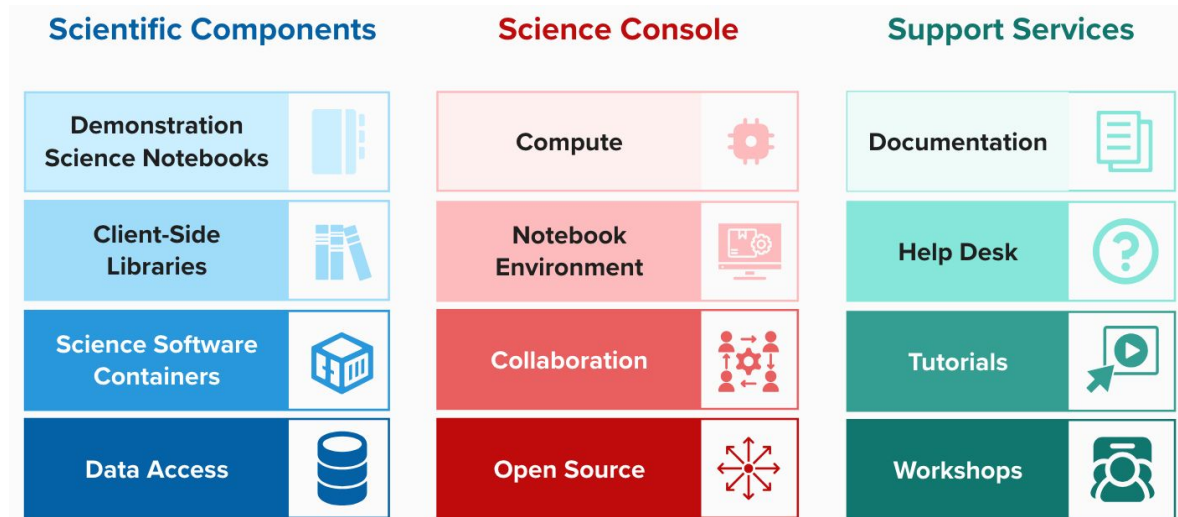 Scientific Components
Demonstration
Science Notebooks
Client-Side
Libraries
Science Software
Containers
Data Access
Science Console
Compute
Notebook
Environment
Collaboration
Open Source
Support Services
Documentation
Help Desk
?
Tutorials
Workshops